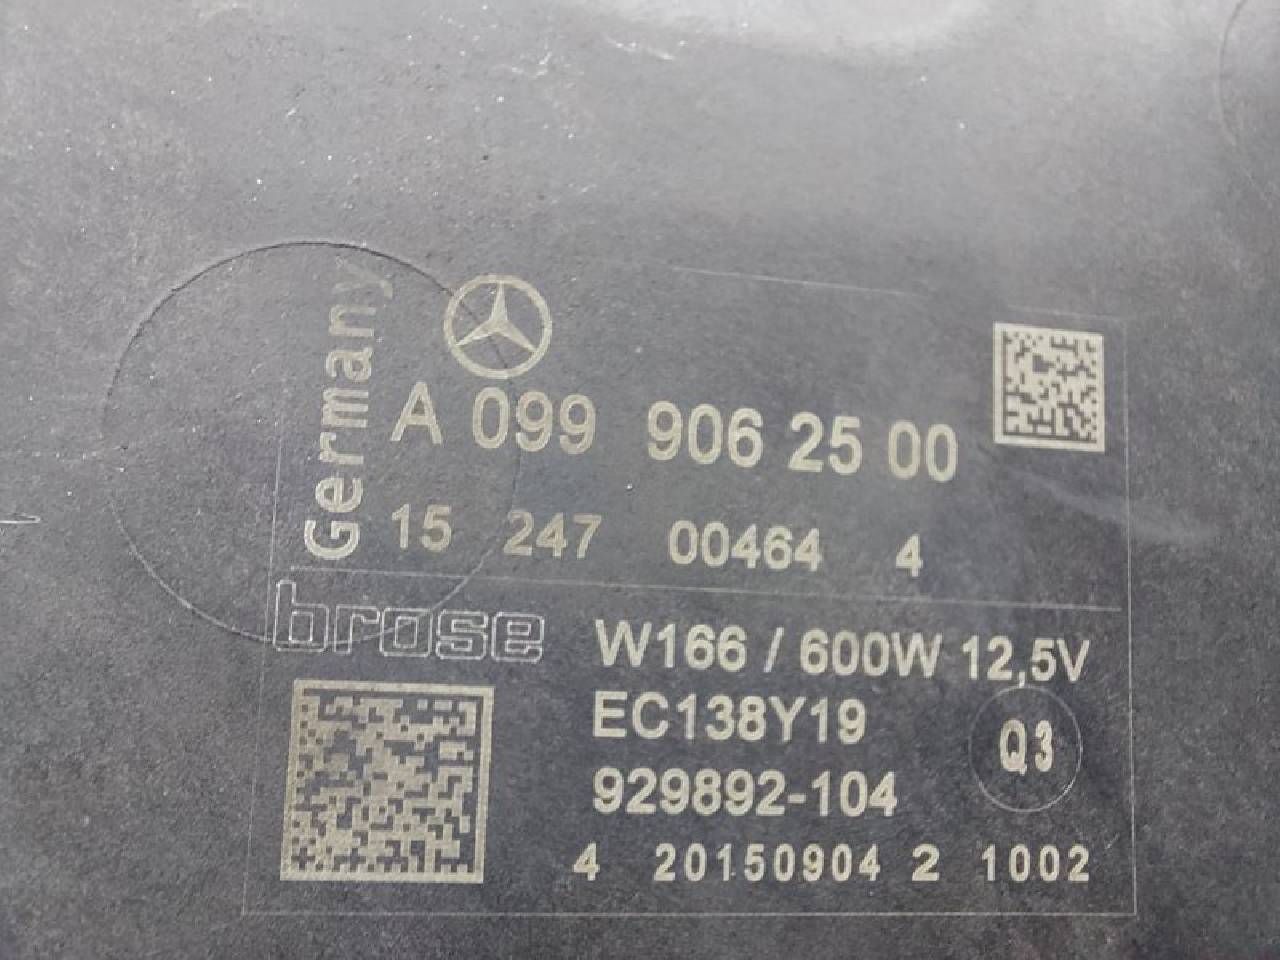 Germany
A 099 906 25 00
15 247 00464 4
brose
W166 / 600W 12,5V
EC138Y19
Q3
929892-104
4 20150904 2 1002